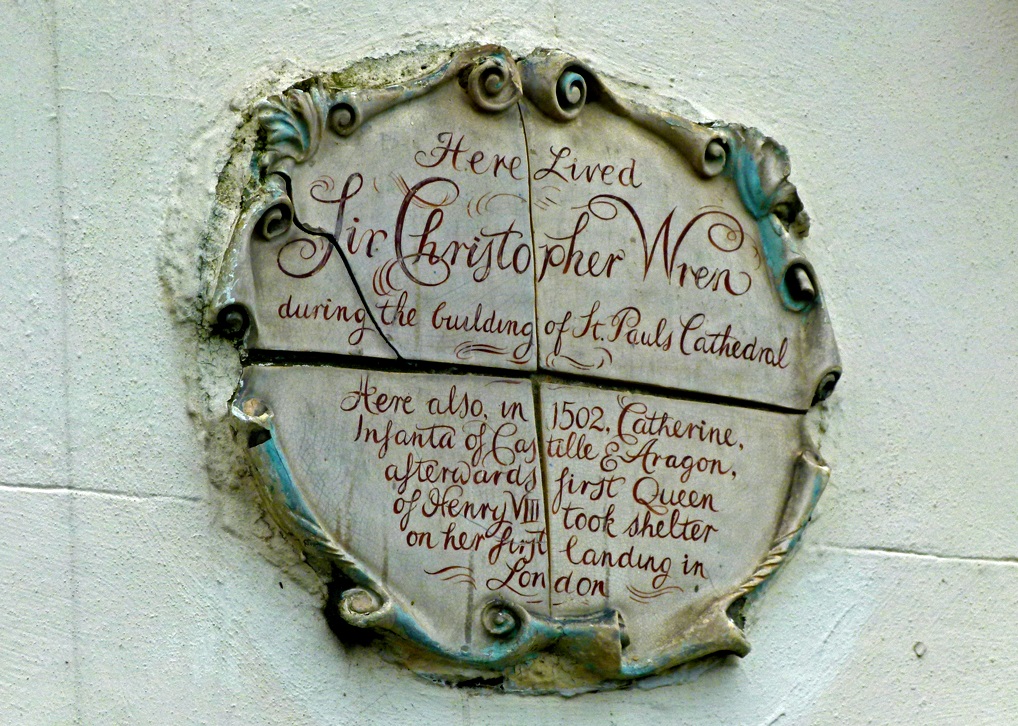 Here Lived
Sir Christopher Wren
during the building of St. Pauls Cathedral
Here also, in 1502, Catherine,
Infanta of Castille & Aragon,
afterwards first Queen
of Henry VIII took shelter
on her first landing in
London